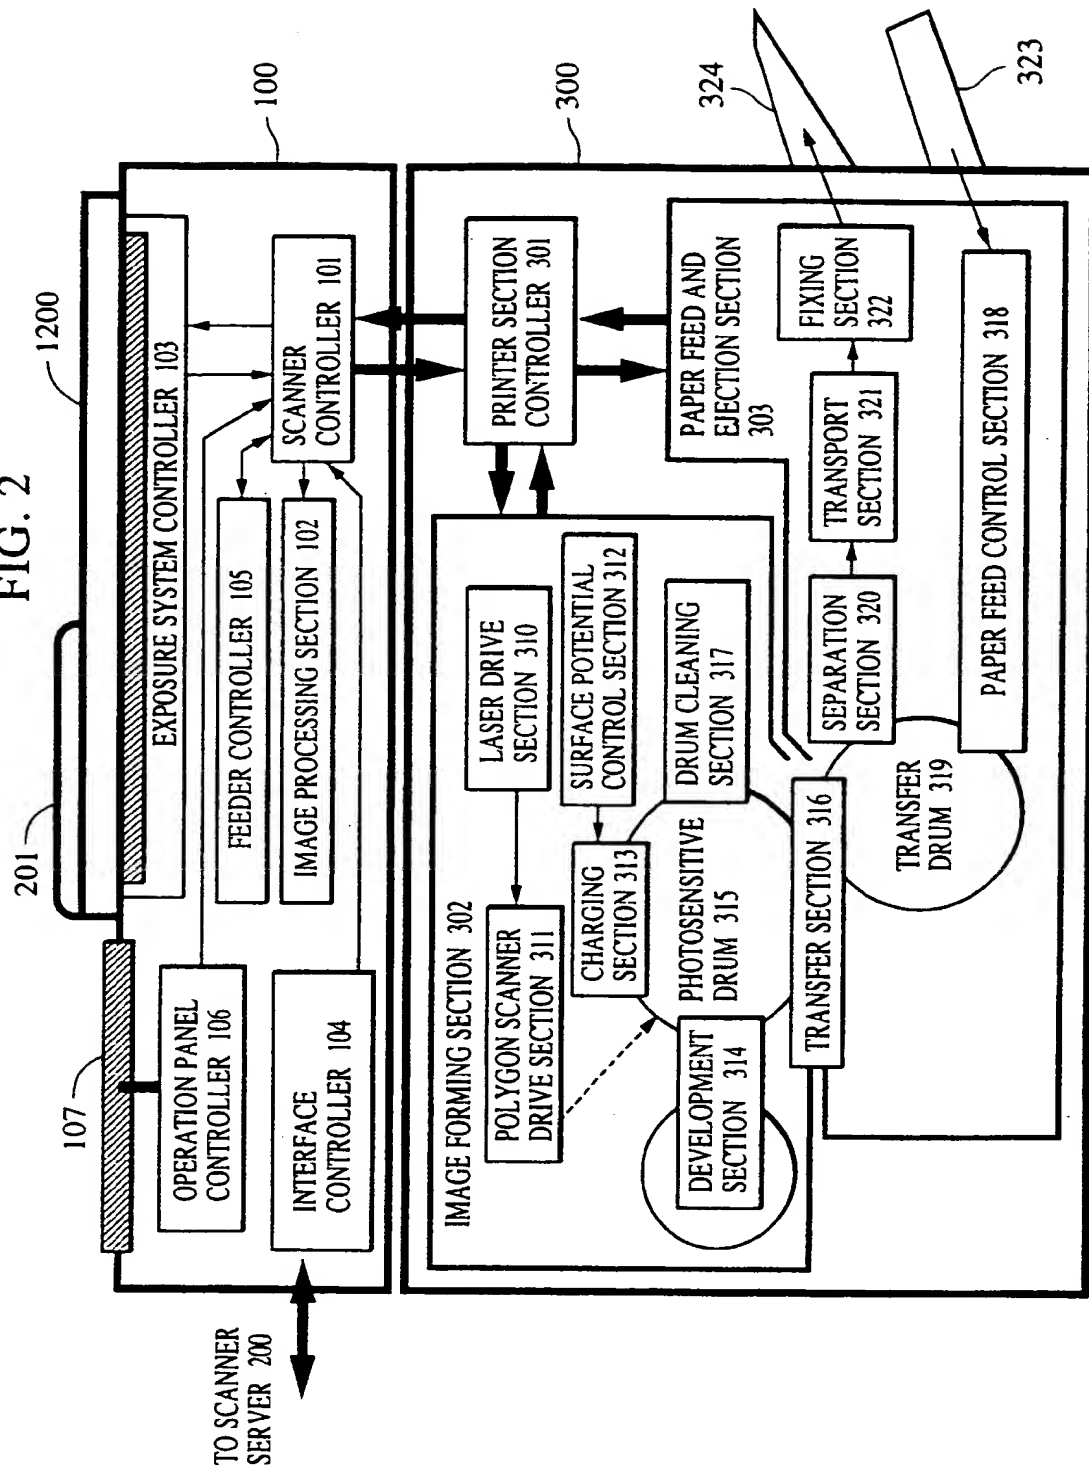 FIG. 2
201
1200
107
100
EXPOSURE SYSTEM CONTROLLER 103
OPERATION PANEL
CONTROLLER 106
FEEDER CONTROLLER 105
IMAGE PROCESSING SECTION 102
SCANNER
CONTROLLER 101
INTERFACE
CONTROLLER 104
TO SCANNER
SERVER 200
300
PRINTER SECTION
CONTROLLER 301
IMAGE FORMING SECTION 302
LASER DRIVE
SECTION 310
POLYGON SCANNER
DRIVE SECTION 311
SURFACE POTENTIAL
CONTROL SECTION 312
CHARGING
SECTION 313
PHOTOSENSITIVE
DRUM 315
DRUM CLEANING
SECTION 317
DEVELOPMENT
SECTION 314
TRANSFER SECTION 316
PAPER FEED AND
EJECTION SECTION
303
SEPARATION
SECTION 320
TRANSPORT
SECTION 321
FIXING
SECTION
322
TRANSFER
DRUM 319
PAPER FEED CONTROL SECTION 318
324
323